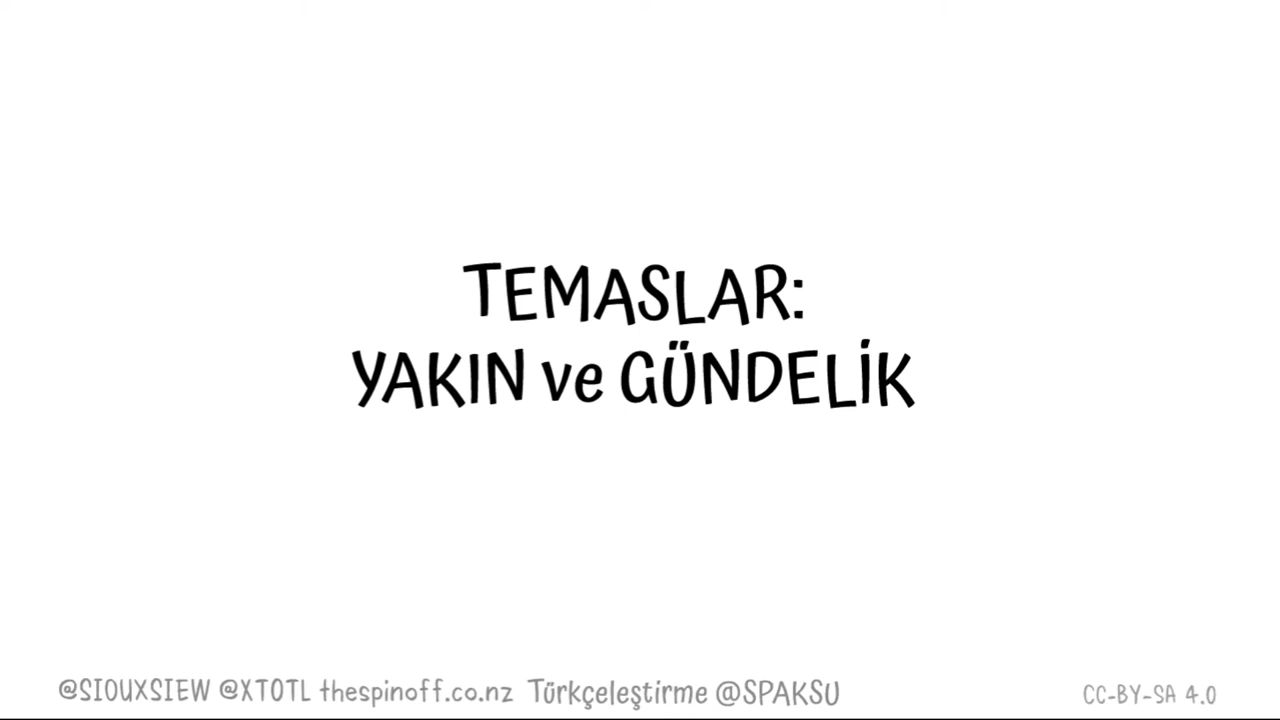 TEMASLAR:
YAKIN ve GÜNDELİK
@SIOUXSIEW @XTOTL thespinoff.co.nz Türkçeleştirme @SPAKSU
CC-BY-SA 4.0